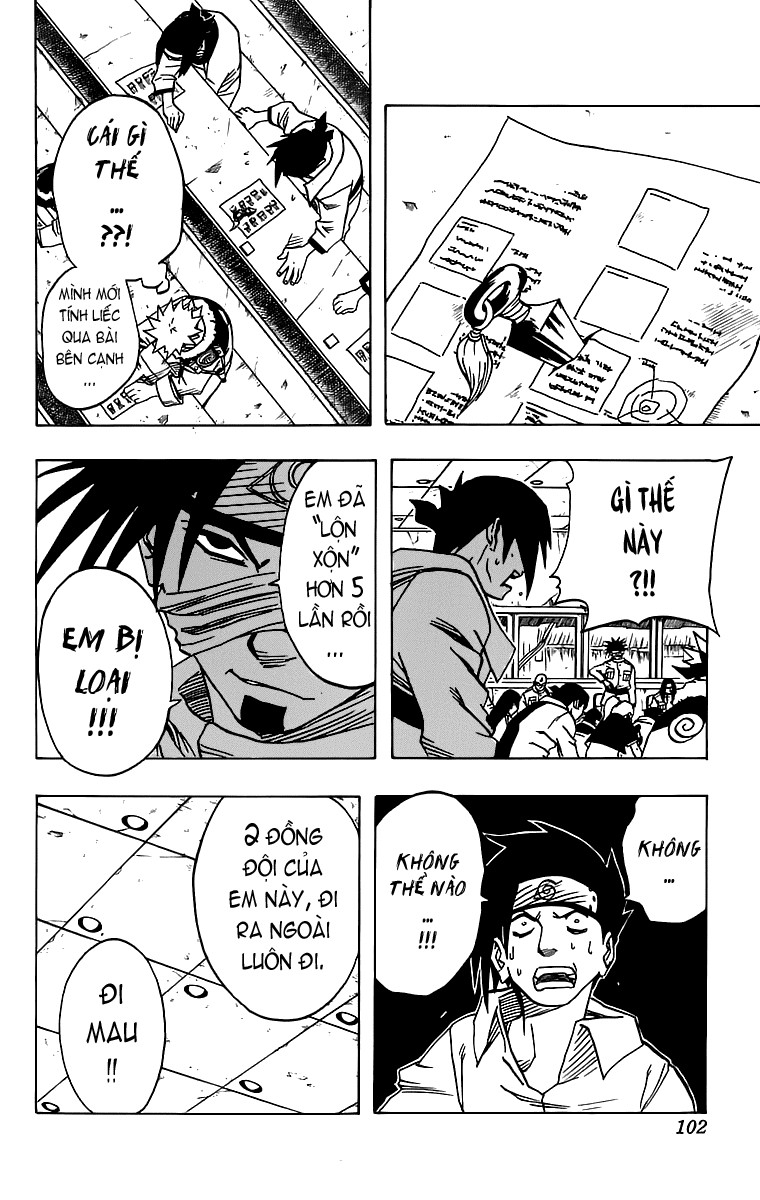 CÁI GÌ
THẾ
...
??!
MÌNH MỚI
TÍNH LIẾC
QUA BÀI
BÊN CẠNH
...
GÌ THẾ
NÀY
?!!
EM ĐÃ
"LỘN
XỘN"
HƠN 5
LẦN RỒI
...
EM BỊ
LOẠI
!!!
KHÔNG
...
KHÔNG
THỂ NÀO
...
!!!
2 ĐỒNG
ĐỘI CỦA
EM NÀY, ĐI
RA NGOÀI
LUÔN ĐI.
ĐI
MAU
!!
102